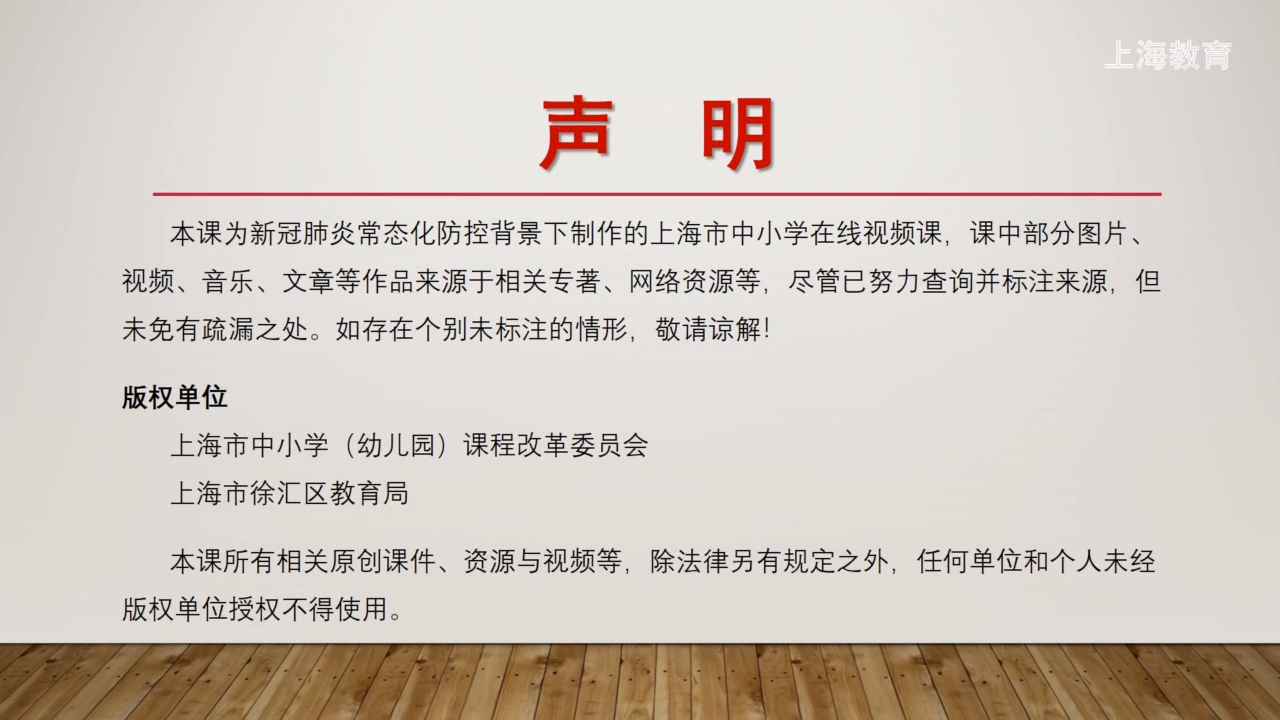 上海教育
声 明
本课为新冠肺炎常态化防控背景下制作的上海市中小学在线视频课，课中部分图片、
视频、音乐、文章等作品来源于相关专著、网络资源等，尽管已努力查询并标注来源，但
未免有疏漏之处。如存在个别未标注的情形，敬请谅解！
版权单位
上海市中小学（幼儿园）课程改革委员会
上海市徐汇区教育局
本课所有相关原创课件、资源与视频等，除法律另有规定之外，任何单位和个人未经
版权单位授权不得使用。